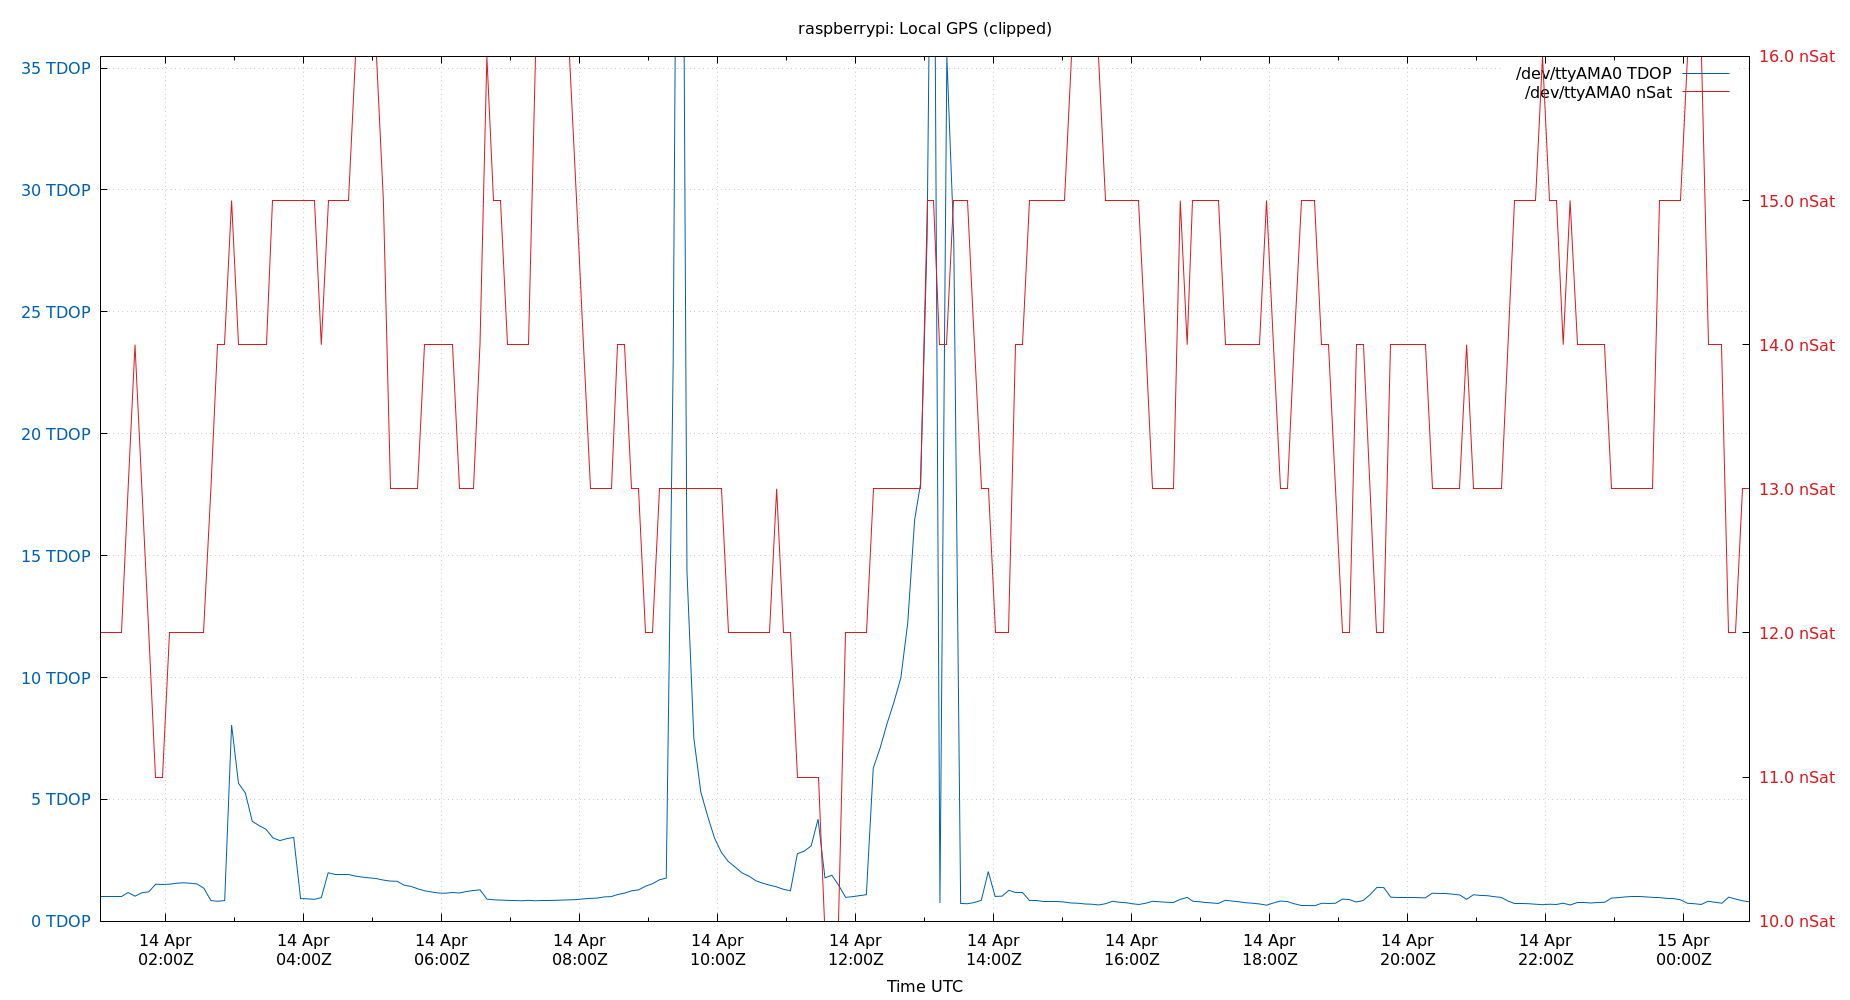 raspberrypi: Local GPS (clipped)
35 TDOP
30 TDOP
25 TDOP
20 TDOP
15 TDOP
10 TDOP
5 TDOP
0 TDOP
16.0 nSat
15.0 nSat
14.0 nSat
13.0 nSat
12.0 nSat
11.0 nSat
10.0 nSat
/dev/ttyAMA0 TDOP
/dev/ttyAMA0 nSat
14 Apr
02:00Z
14 Apr
04:00Z
14 Apr
06:00Z
14 Apr
08:00Z
14 Apr
10:00Z
14 Apr
12:00Z
14 Apr
14:00Z
14 Apr
16:00Z
14 Apr
18:00Z
14 Apr
20:00Z
14 Apr
22:00Z
15 Apr
00:00Z
Time UTC